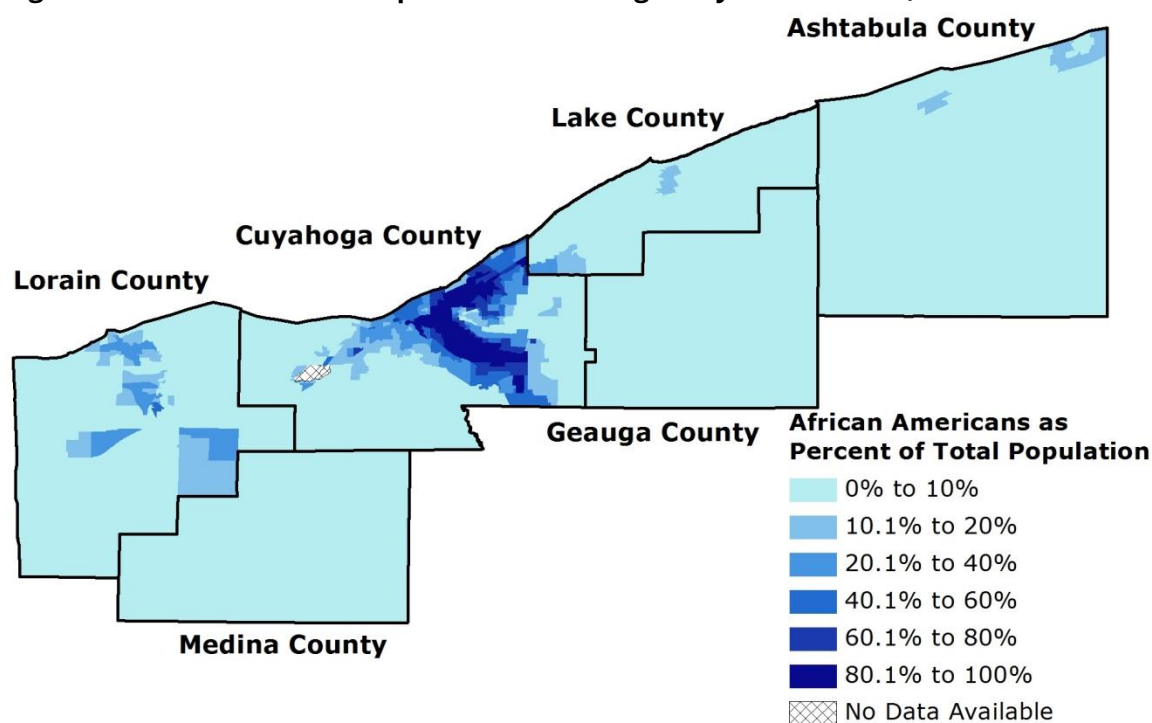 Ashtabula County
Lake County
Cuyahoga County
Lorain County
Geauga County
Medina County
African Americans as
Percent of Total Population
0% to 10%
10.1% to 20%
20.1% to 40%
40.1% to 60%
60.1% to 80%
80.1% to 100%
No Data Available